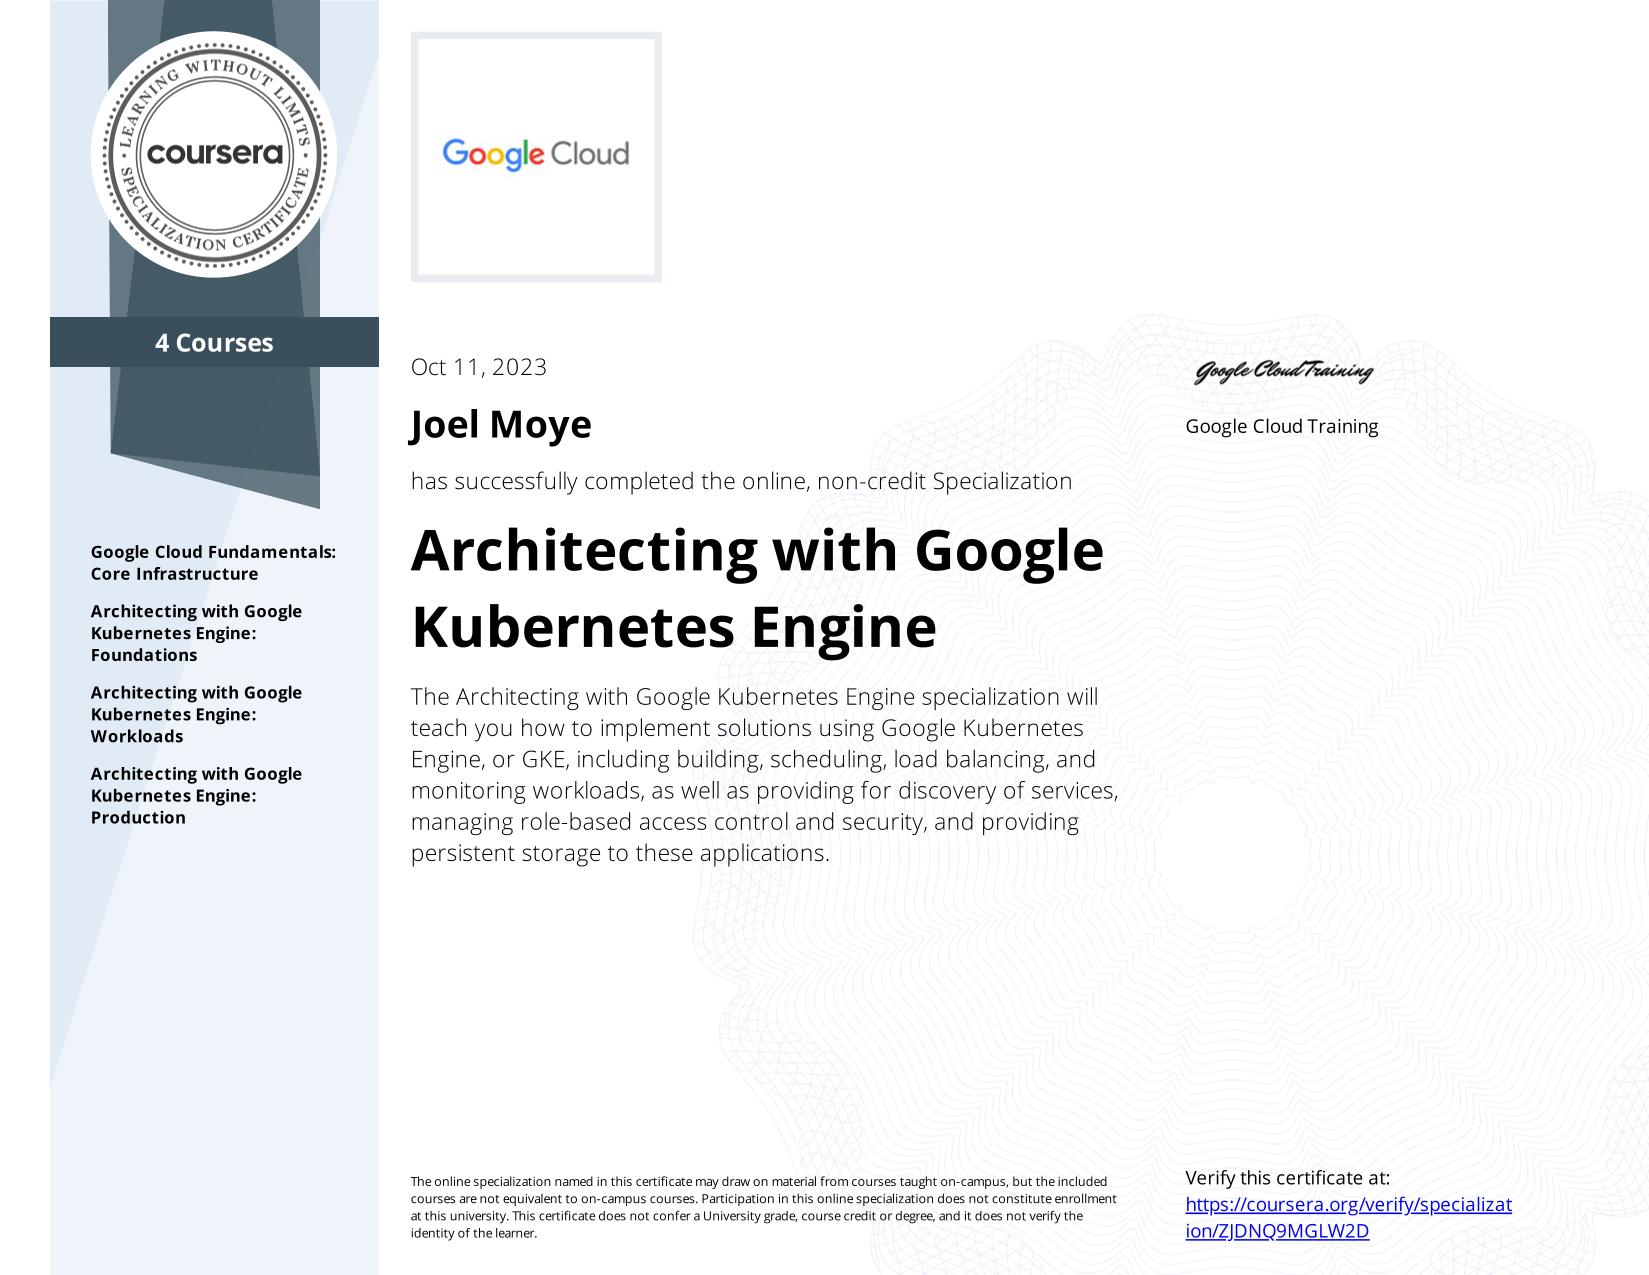 LEARNING WITHOUT LIMITS
coursera
SPECIALIZATION CERTIFICATE
4 Courses
Google Cloud Fundamentals:
Core Infrastructure
Architecting with Google
Kubernetes Engine:
Foundations
Architecting with Google
Kubernetes Engine:
Workloads
Architecting with Google
Kubernetes Engine:
Production
Google Cloud
Oct 11, 2023
Joel Moye
has successfully completed the online, non-credit Specialization
Architecting with Google
Kubernetes Engine
The Architecting with Google Kubernetes Engine specialization will
teach you how to implement solutions using Google Kubernetes
Engine, or GKE, including building, scheduling, load balancing, and
monitoring workloads, as well as providing for discovery of services,
managing role-based access control and security, and providing
persistent storage to these applications.
Google Cloud Training
Google Cloud Training
The online specialization named in this certificate may draw on material from courses taught on-campus, but the included
courses are not equivalent to on-campus courses. Participation in this online specialization does not constitute enrollment
at this university. This certificate does not confer a University grade, course credit or degree, and it does not verify the
identity of the learner.
Verify this certificate at:
https://coursera.org/verify/specializat
ion/ZJDNQ9MGLW2D